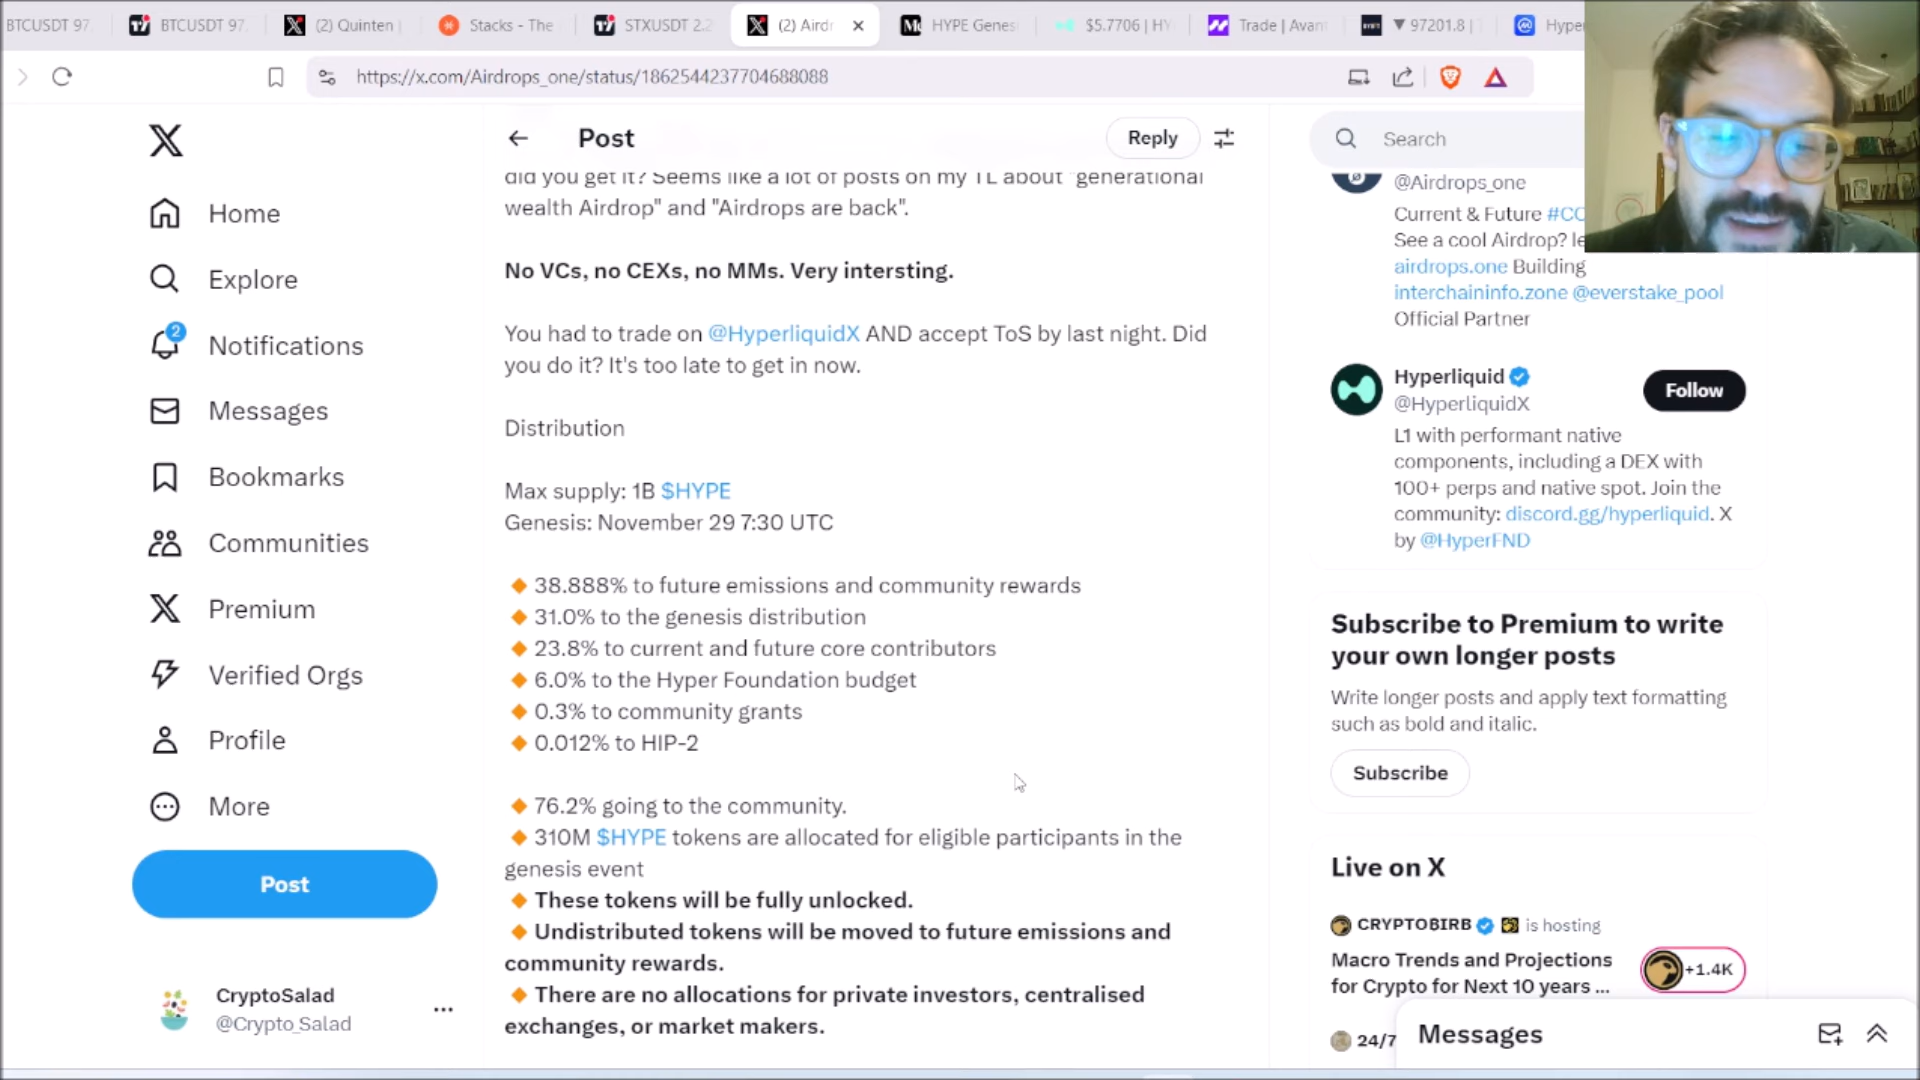 BTCUSDT 97
BTCUSDT 97.
(2) Quinten |
Stacks - The
STXUSDT 2.2
(2) Airdr
HYPE Genes
$5.7706 | HY
Trade | Avan
▼ 97201.8 |
Hyper
https://x.com/Airdrops_one/status/1862544237704688088
Home
Explore
2
Notifications
Messages
Bookmarks
Communities
Premium
Verified Orgs
Profile
More
Post
CryptoSalad
@Crypto_Salad
Post
Reply
did you get it? Seems like a lot of posts on my TL about "generational
wealth Airdrop" and "Airdrops are back".
No VCs, no CEXs, no MMs. Very intersting.
You had to trade on @HyperliquidX AND accept ToS by last night. Did
you do it? It's too late to get in now.
Distribution
Max supply: 1B $HYPE
Genesis: November 29 7:30 UTC
🔸 38.888% to future emissions and community rewards
🔸 31.0% to the genesis distribution
🔸 23.8% to current and future core contributors
🔸 6.0% to the Hyper Foundation budget
🔸 0.3% to community grants
🔸 0.012% to HIP-2
🔸 76.2% going to the community.
🔸 310M $HYPE tokens are allocated for eligible participants in the
genesis event
🔸 These tokens will be fully unlocked.
🔸 Undistributed tokens will be moved to future emissions and
community rewards.
🔸 There are no allocations for private investors, centralised
exchanges, or market makers.
Search
@Airdrops_one
Current & Future #CO
See a cool Airdrop? le
airdrops.one Building
interchaininfo.zone @everstake_pool
Official Partner
Hyperliquid
@HyperliquidX
Follow
L1 with performant native
components, including a DEX with
100+ perps and native spot. Join the
community: discord.gg/hyperliquid. X
by @HyperFND
Subscribe to Premium to write
your own longer posts
Write longer posts and apply text formatting
such as bold and italic.
Subscribe
Live on X
CRYPTOBIRB is hosting
Macro Trends and Projections
for Crypto for Next 10 years ...
+1.4K
24/7
Messages